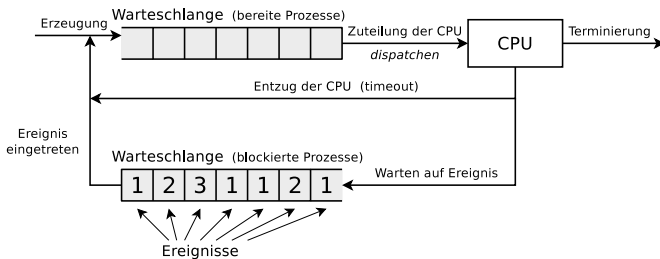 Erzeugung
Warteschlange (bereite Prozesse)
Zuteilung der CPU
dispatchen
CPU
Terminierung
Entzug der CPU (timeout)
Ereignis
eingetreten
Warteschlange (blockierte Prozesse)
1 2 3 1 1 2 1
Warten auf Ereignis
Ereignisse